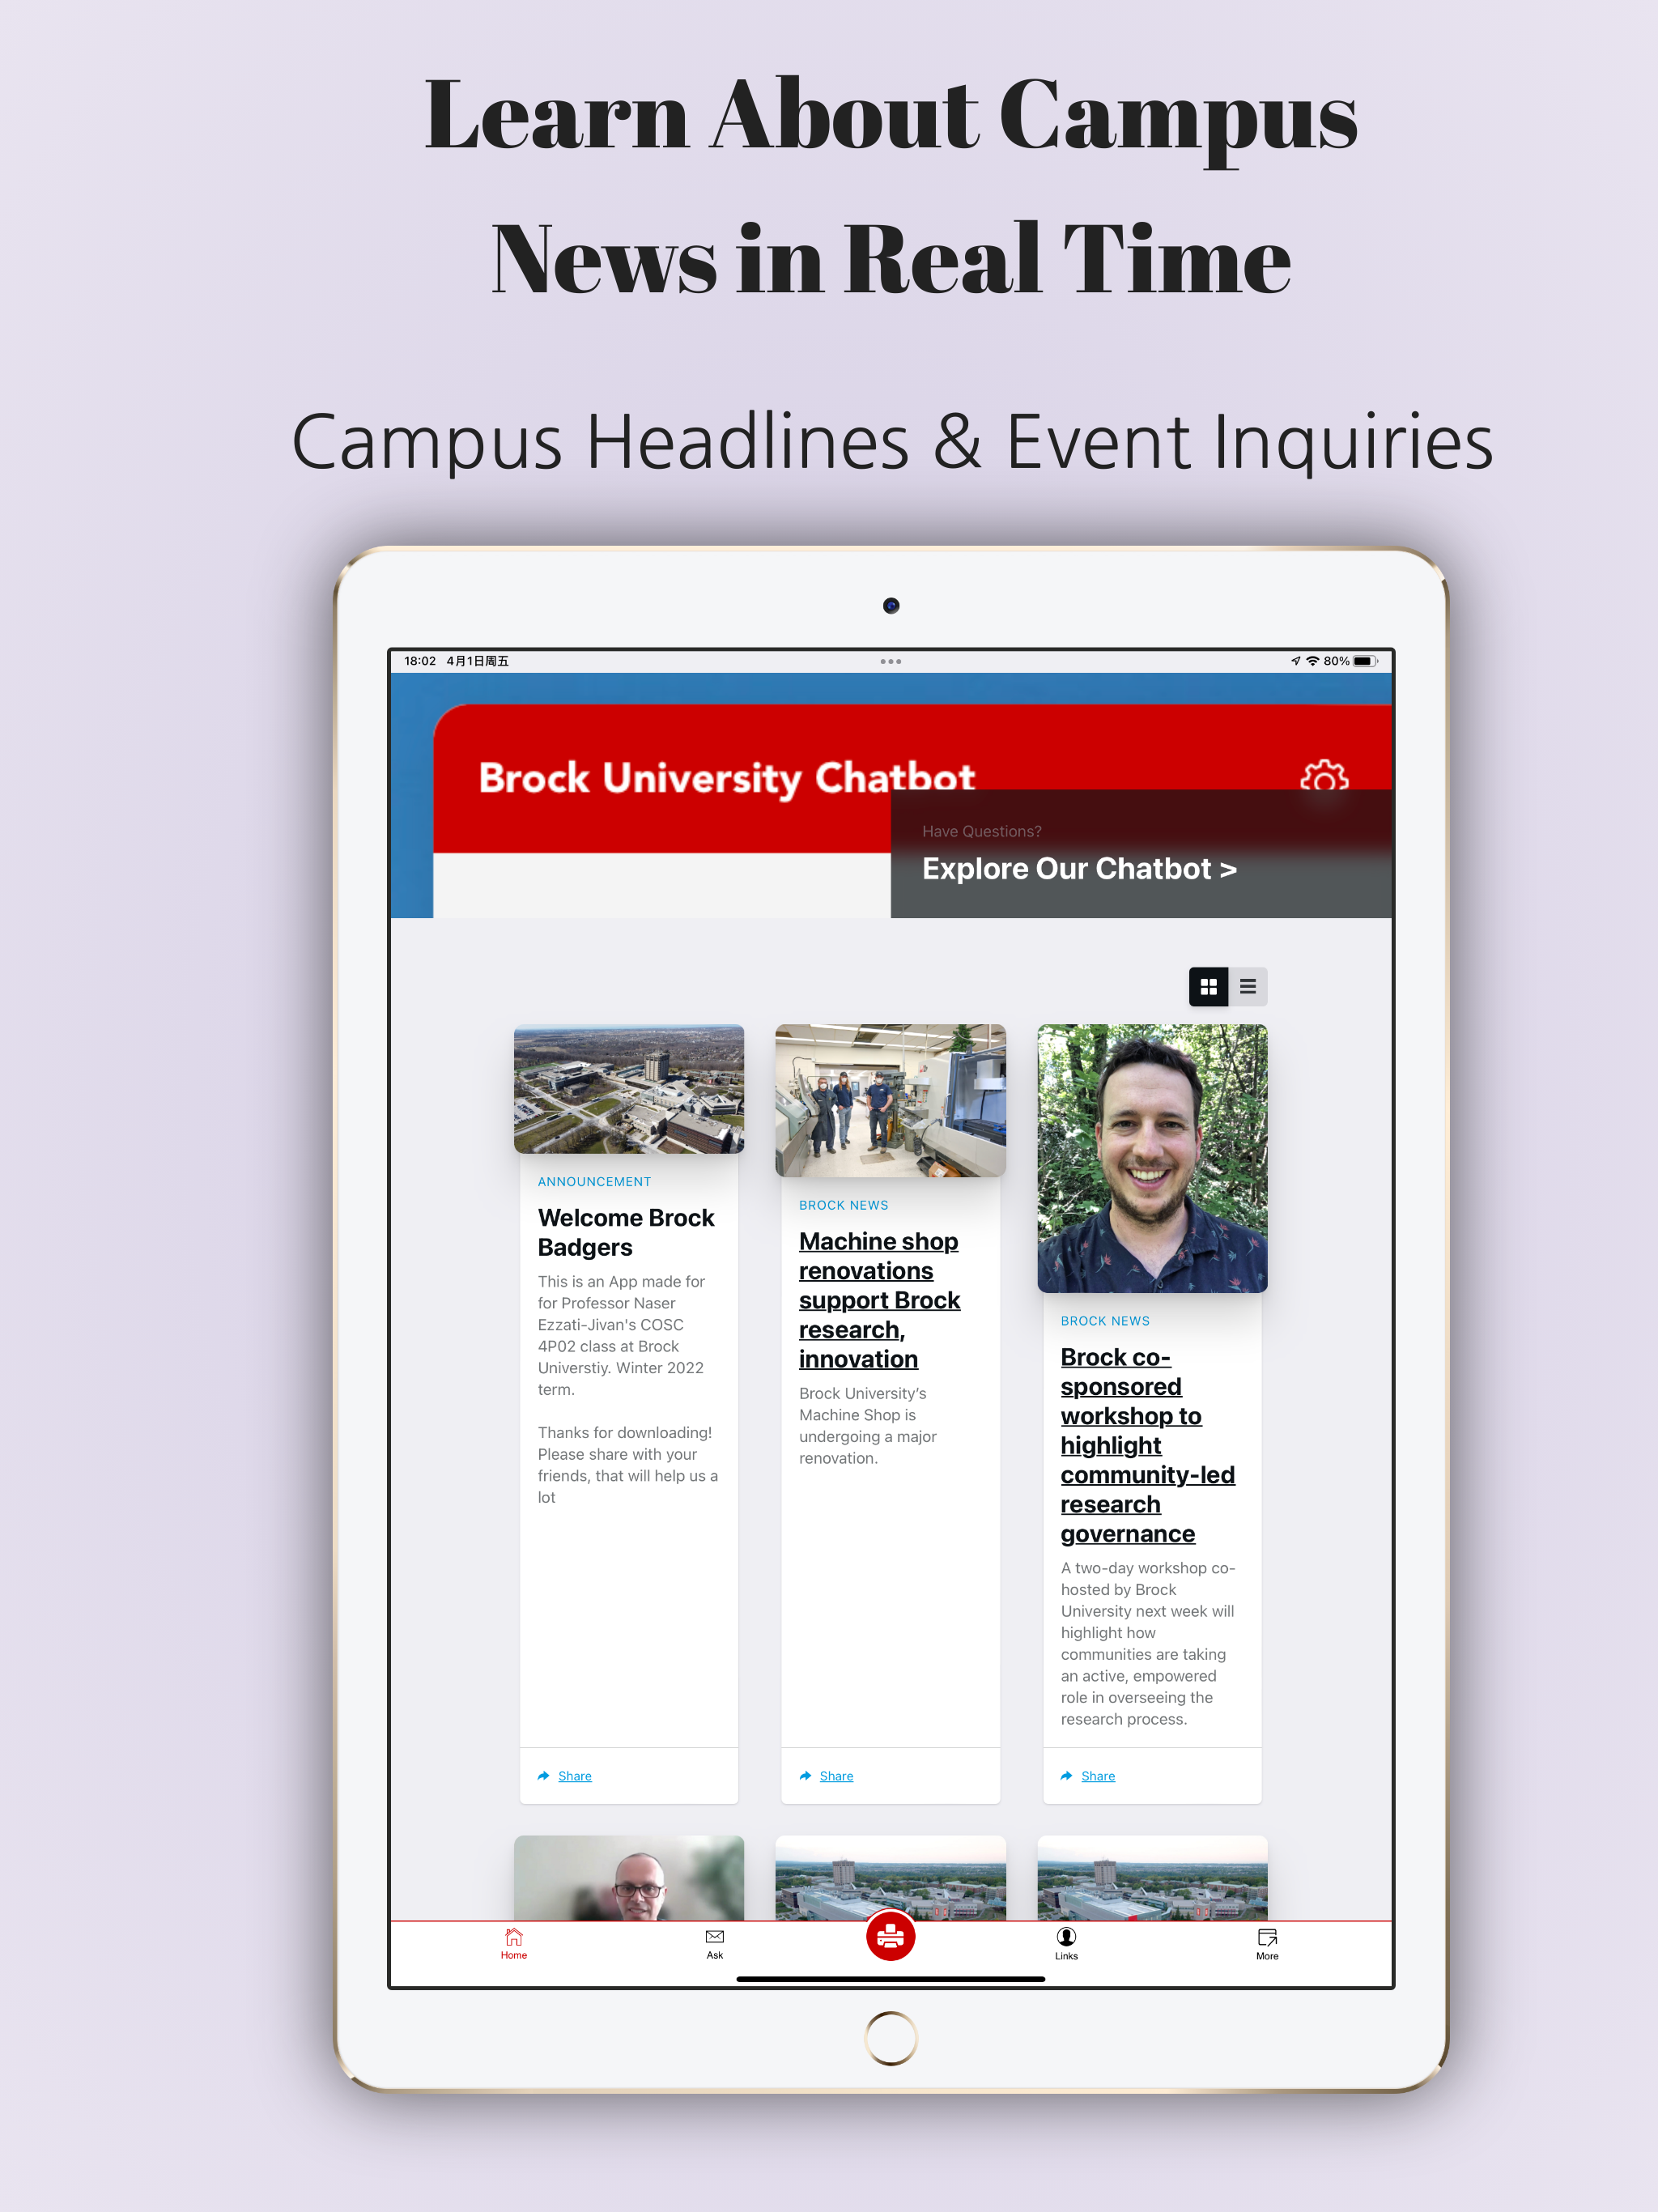 Learn About Campus
News in Real Time
Campus Headlines & Event Inquiries
18:02 4月1日周五
80%
Brock University Chatbot
Have Questions?
Explore Our Chatbot >
ANNOUNCEMENT
Welcome Brock
Badgers
This is an App made for
for Professor Naser
Ezzati-Jivan's COSC
4P02 class at Brock
Universtiy. Winter 2022
term.
Thanks for downloading!
Please share with your
friends, that will help us a
lot
Share
BROCK NEWS
Machine shop
renovations
support Brock
research,
innovation
Brock University's
Machine Shop is
undergoing a major
renovation.
Share
BROCK NEWS
Brock co-
sponsored
workshop to
highlight
community-led
research
governance
A two-day workshop co-
hosted by Brock
University next week will
highlight how
communities are taking
an active, empowered
role in overseeing the
research process.
Share
Home
Ask
Links
More